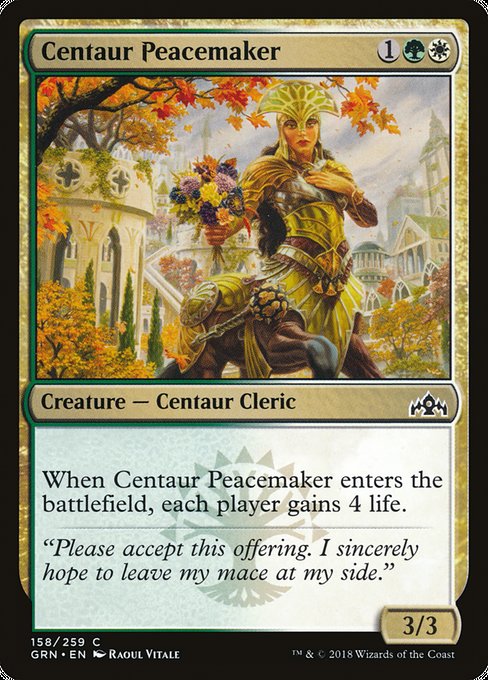 Centaur Peacemaker 1
Creature — Centaur Cleric
When Centaur Peacemaker enters the
battlefield, each player gains 4 life.
“Please accept this offering. I sincerely
hope to leave my mace at my side.”
3/3
158/259 C
GRN • EN Raoul Vitale
™ & © 2018 Wizards of the Coast